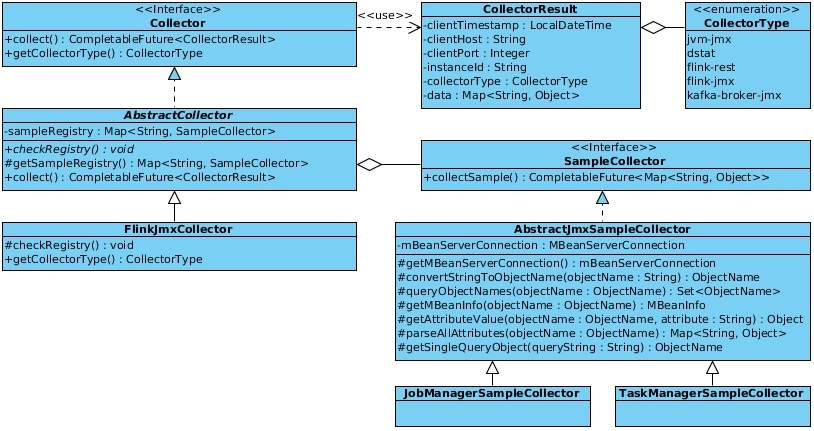 <<Interface>>
Collector
+collect() : CompletableFuture<CollectorResult>
+getCollectorType() : CollectorType
<<use>>
CollectorResult
-clientTimestamp : LocalDateTime
-clientHost : String
-clientPort : Integer
-instanceId : String
-collectorType : CollectorType
-data : Map<String, Object>
<<enumeration>>
CollectorType
jvm-jmx
dstat
flink-rest
flink-jmx
kafka-broker-jmx
AbstractCollector
-sampleRegistry : Map<String, SampleCollector>
+checkRegistry() : void
#getSampleRegistry() : Map<String, SampleCollector>
+collect() : CompletableFuture<CollectorResult>
<<Interface>>
SampleCollector
+collectSample() : CompletableFuture<Map<String, Object>>
FlinkJmxCollector
#checkRegistry() : void
+getCollectorType() : CollectorType
AbstractJmxSampleCollector
-mBeanServerConnection : MBeanServerConnection
#getMBeanServerConnection() : mBeanServerConnection
#convertStringToObjectName(objectName : String) : ObjectName
#queryObjectNames(objectName : ObjectName) : Set<ObjectName>
#getMBeanInfo(objectName : ObjectName) : MBeanInfo
#getAttributeValue(objectName : ObjectName, attribute : String) : Object
#parseAllAttributes(objectName : ObjectName) : Map<String, Object>
#getSingleQueryObject(queryString : String) : ObjectName
JobManagerSampleCollector
TaskManagerSampleCollector